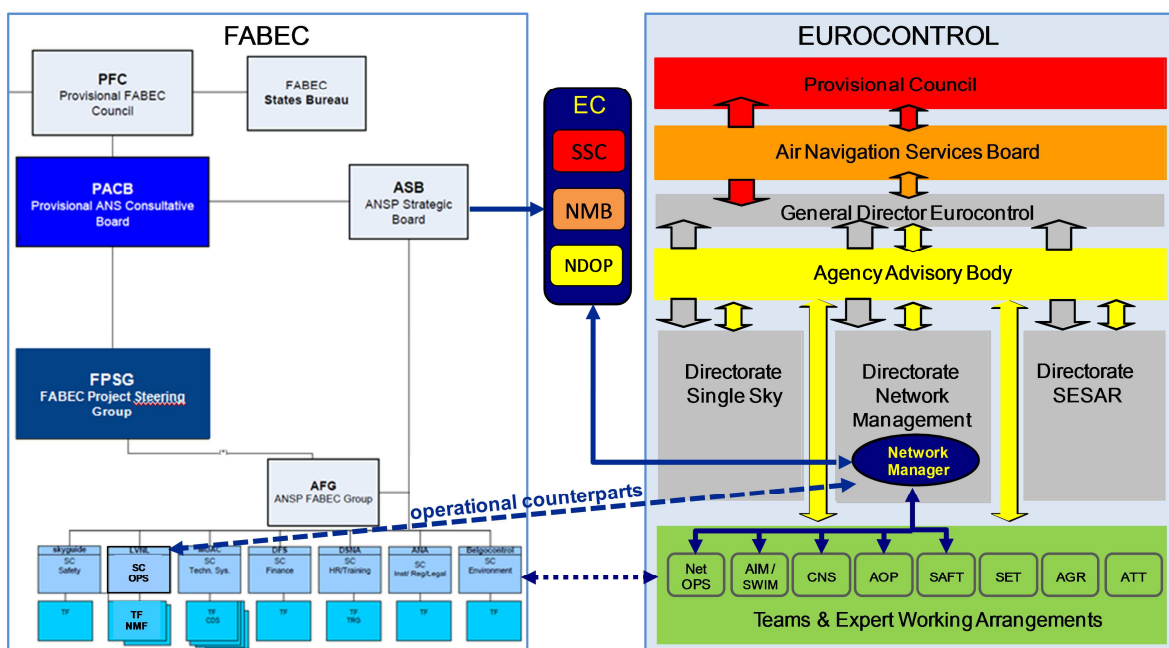 FABEC
PFC
Provisional FABEC
Council
FABEC
States Bureau
PACB
Provisional ANS Consultative
Board
ASB
ANSP Strategic
Board
FPSG
FABEC Project Steering
Group
(*)
AFG
ANSP FABEC Group
operational counterparts
skyguide
SC
Safety
TF
LVNL
SC
OPS
TF
NMF
MUAC
SC
Techn. Sys.
TF
CDS
DFS
SC
Finance
TF
DSNA
SC
HR/Training
TF
TRG
ANA
SC
Inst/ Reg/Legal
TF
Belgocontrol
SC
Environment
TF
EC
SSC
NMB
NDOP
EUROCONTROL
Provisional Council
Air Navigation Services Board
General Director Eurocontrol
Agency Advisory Body
Directorate
Single Sky
Directorate
Network
Management
Network
Manager
Directorate
SESAR
Net
OPS
AIM /
SWIM
CNS
AOP
SAFT
SET
AGR
ATT
Teams & Expert Working Arrangements